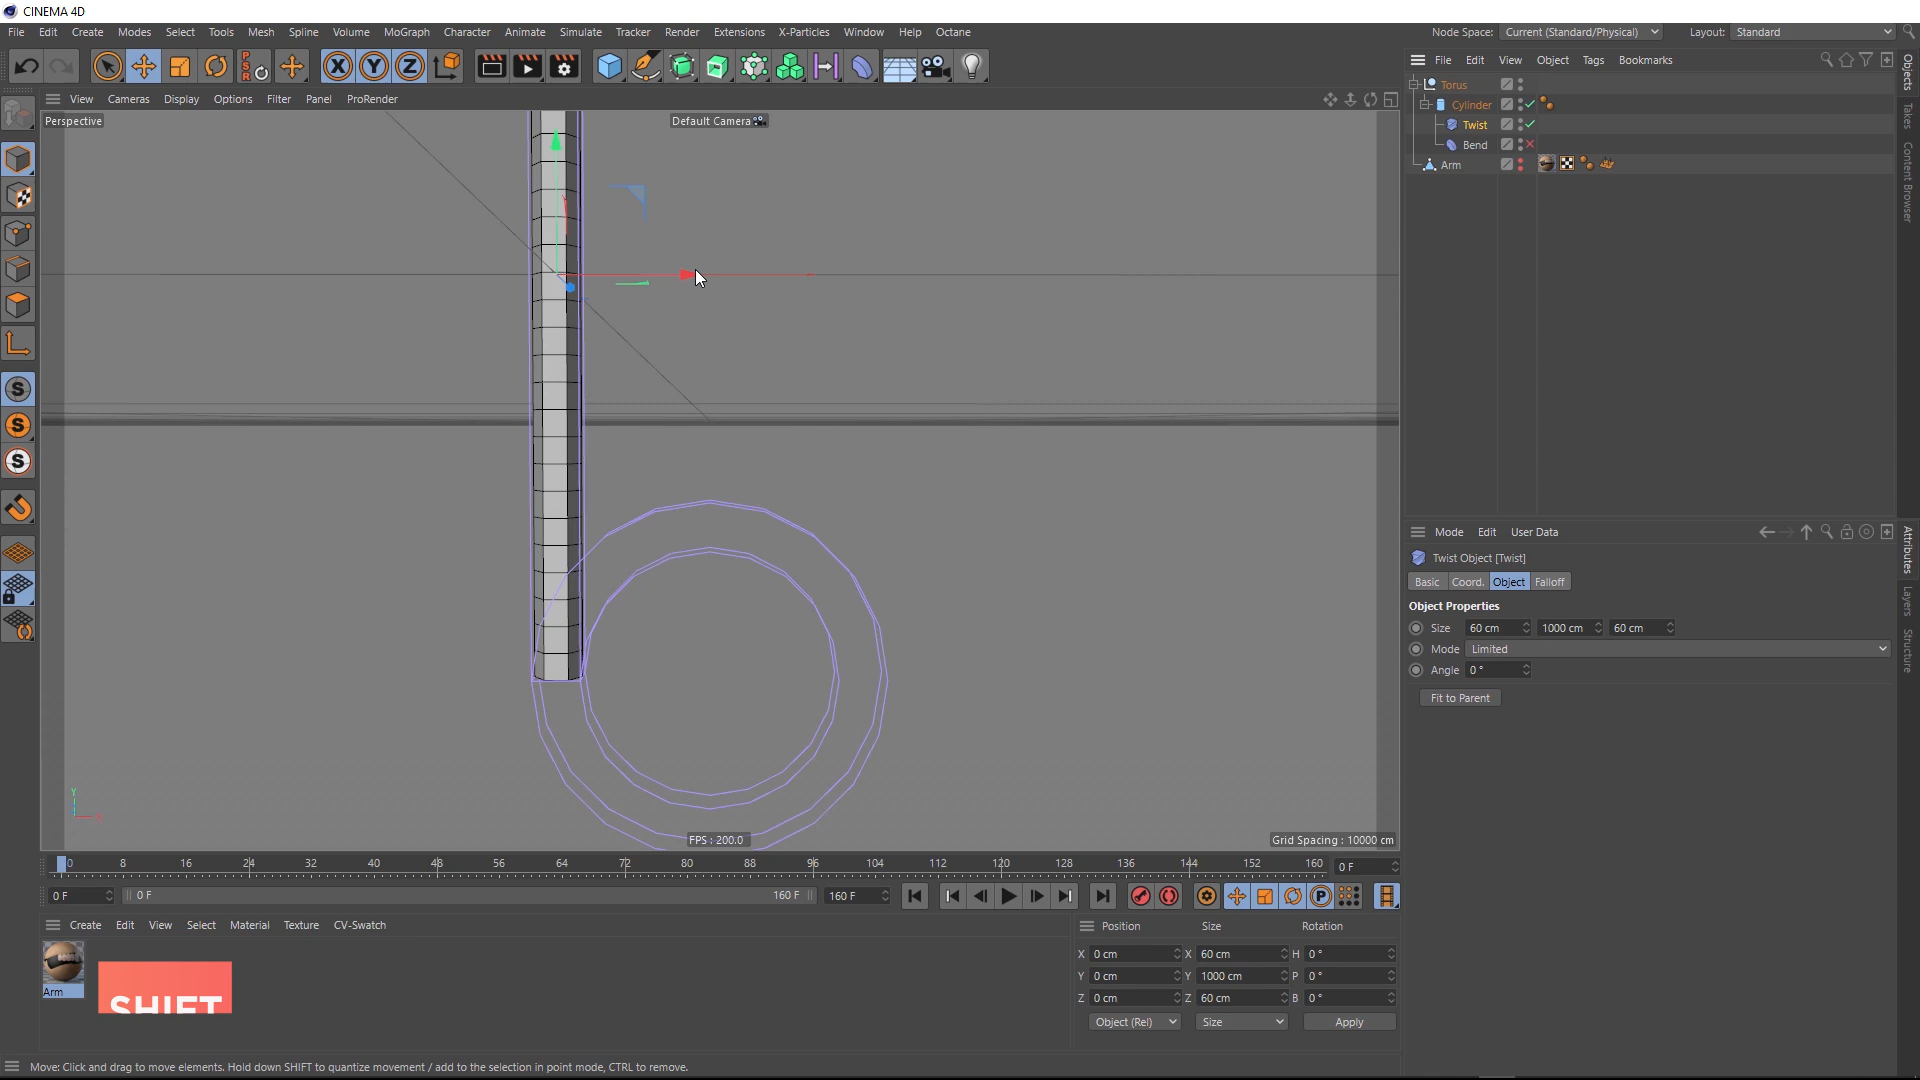 CINEMA 4D
File Edit Create Modes Select Tools Mesh Spline Volume MoGraph Character Animate Simulate Tracker Render Extensions X-Particles Window Help Octane
Node Space: Current (Standard/Physical) Layout: Standard
PSR X Y Z
File Edit View Object Tags Bookmarks
View Cameras Display Options Filter Panel ProRender
Perspective
Default Camera
Torus
Cylinder
Twist
Bend
Arm
Objects
Takes
Content Browser
S
S
S
Mode Edit User Data
Twist Object [Twist]
Basic Coord. Object Falloff
Object Properties
Size 60 cm 1000 cm 60 cm
Mode Limited
Angle 0 °
Fit to Parent
Attributes
Layers
Structure
Y
X
FPS : 200.0
Grid Spacing : 10000 cm
0 8 16 24 32 40 48 56 64 72 80 88 96 104 112 120 128 136 144 152 160 0 F
0 F 0 F 160 F 160 F
P
Create Edit View Select Material Texture CV-Swatch
Arm
SHIFT
Position Size Rotation
X 0 cm X 60 cm H 0 °
Y 0 cm Y 1000 cm P 0 °
Z 0 cm Z 60 cm B 0 °
Object (Rel) Size Apply
Move: Click and drag to move elements. Hold down SHIFT to quantize movement / add to the selection in point mode, CTRL to remove.